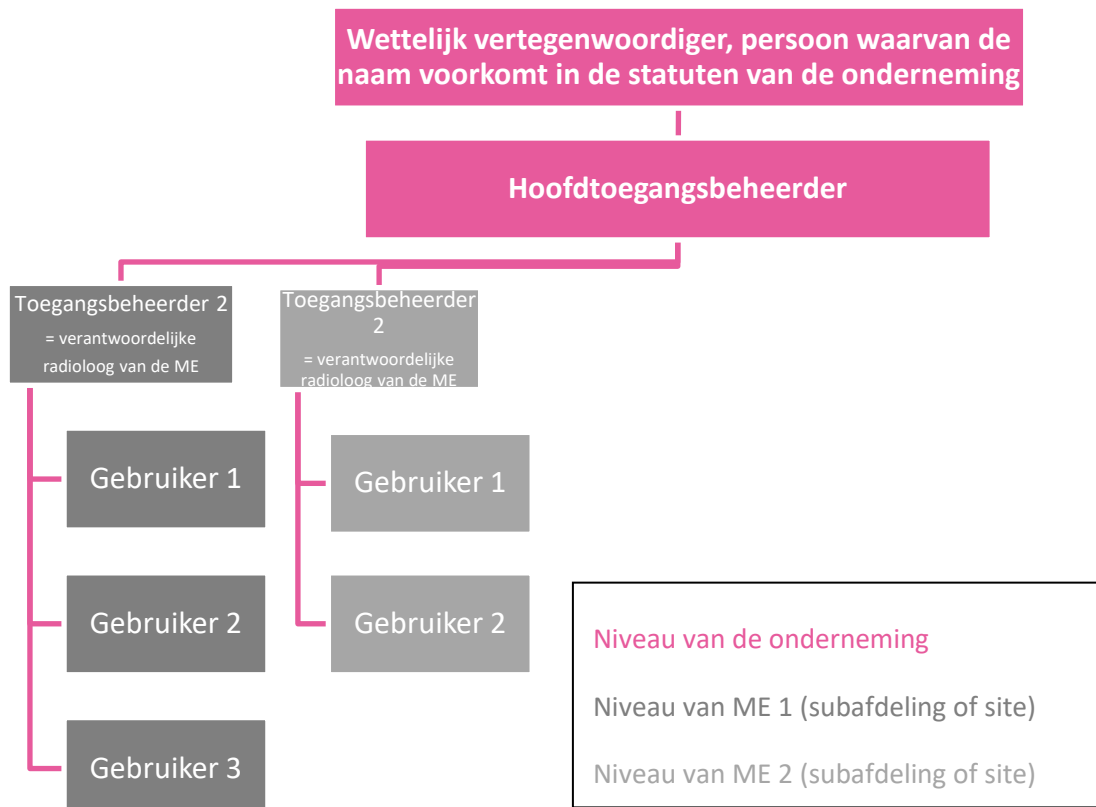 Wettelijk vertegenwoordiger, persoon waarvan de
naam voorkomt in de statuten van de onderneming
Hoofdtoegangsbeheerder
Toegangsbeheerder 2
= verantwoordelijke
radioloog van de ME
Toegangsbeheerder
2
= verantwoordelijke
radioloog van de ME
Gebruiker 1
Gebruiker 2
Gebruiker 3
Gebruiker 1
Gebruiker 2
Niveau van de onderneming
Niveau van ME 1 (subafdeling of site)
Niveau van ME 2 (subafdeling of site)